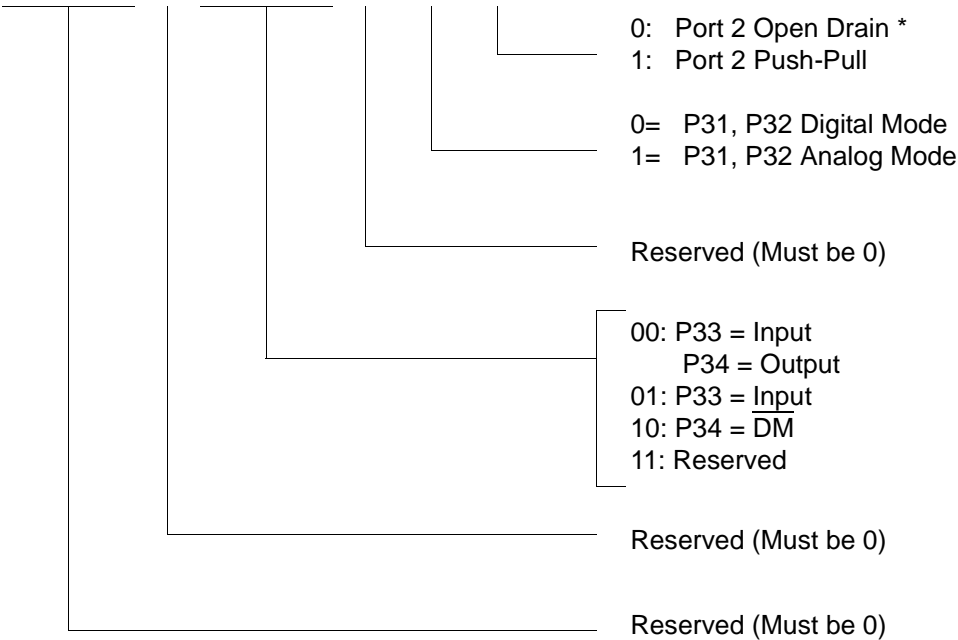 0: Port 2 Open Drain *
1: Port 2 Push-Pull
0= P31, P32 Digital Mode
1= P31, P32 Analog Mode
Reserved (Must be 0)
00: P33 = Input
P34 = Output
01: P33 = Input
10: P34 = D̅M̅
11: Reserved
Reserved (Must be 0)
Reserved (Must be 0)